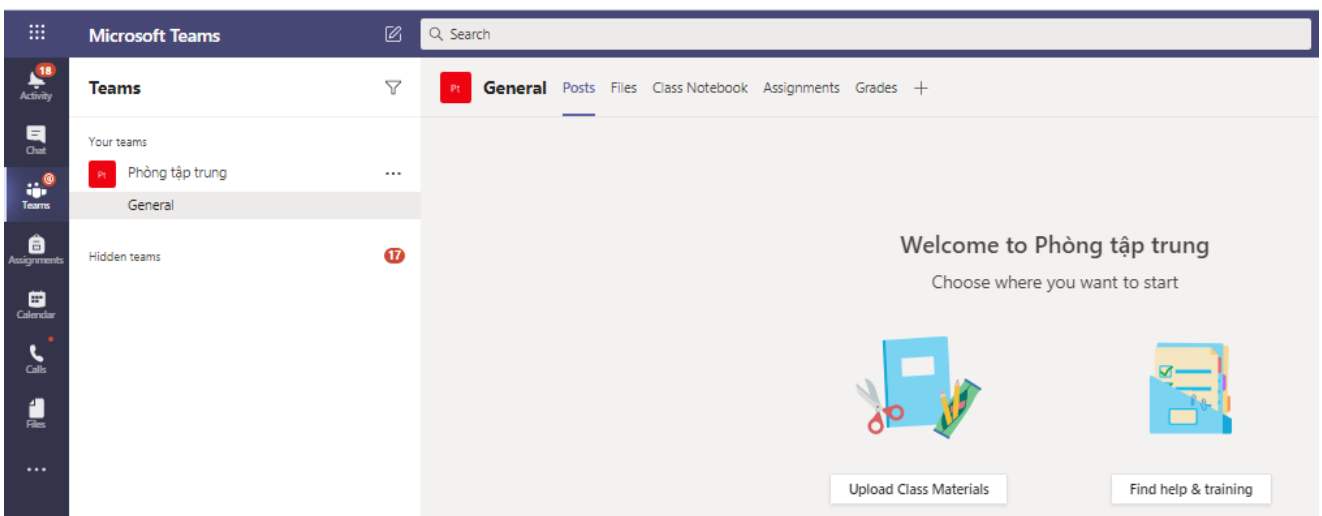 Microsoft Teams
Search
18
Activity
Chat
@
Teams
Assignments
Calendar
Calls
Files
Teams
Your teams
Pt
Phòng tập trung
General
Hidden teams
17
Pt
General Posts Files Class Notebook Assignments Grades
Welcome to Phòng tập trung
Choose where you want to start
Upload Class Materials
Find help & training